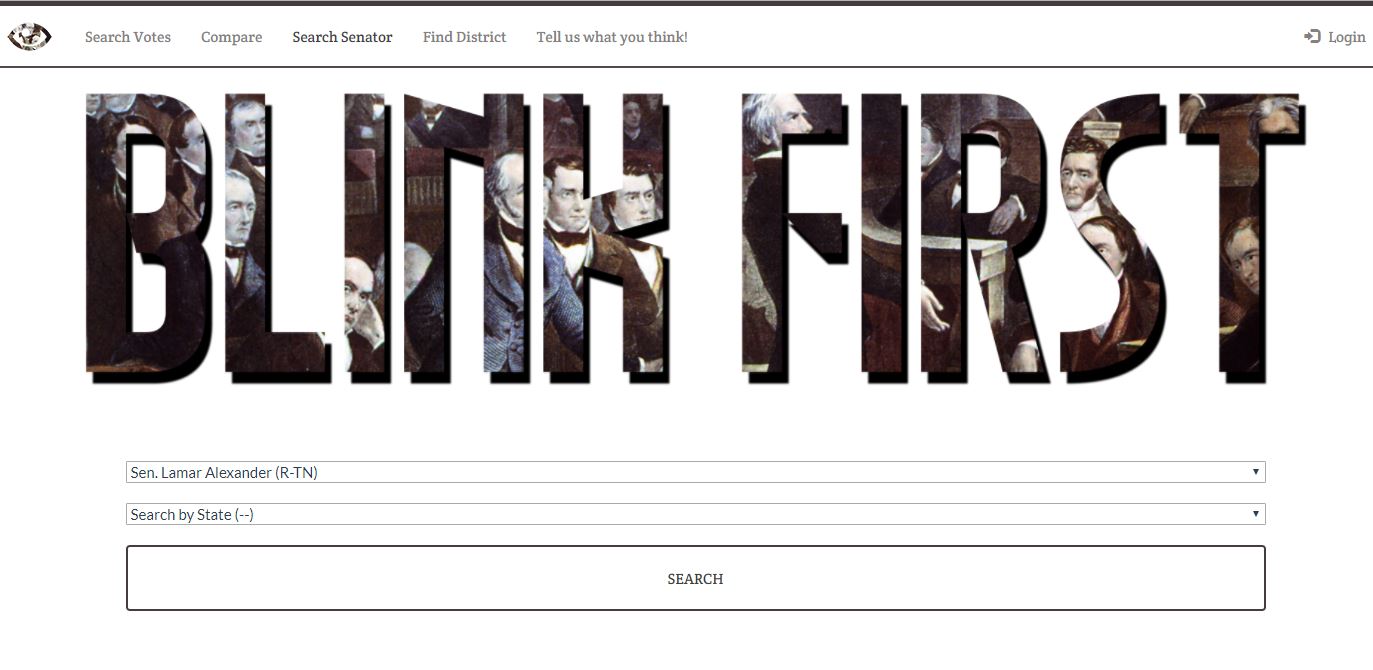 Search Votes Compare Search Senator Find District Tell us what you think! Login
BLINK FIRST
Sen. Lamar Alexander (R-TN)
Search by State (--)
SEARCH